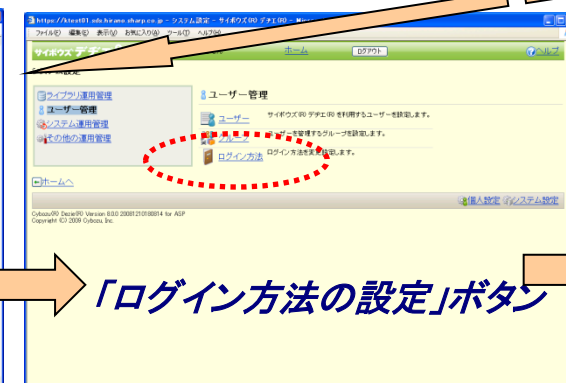 https://ktest01.ads.hirano.sharp.co.jp - システム設定 - サイボウズ(R) デヂエ(R) -
ファイル(F) 編集(E) 表示(V) お気に入り(A) ツール(T) ヘルプ(H)
サイボウズ デヂエ
ホーム
ログアウト
ヘルプ
設定
ライブラリ運用管理
ユーザー管理
システム運用管理
その他の運用管理
ユーザー管理
ユーザー サイボウズ(R) デヂエ(R) を利用するユーザーを設定します。
グループ ユーザーを管理するグループを設定します。
ログイン方法 ログイン方法を変更設定します。
ホームへ
個人設定 システム設定
Cybozu(R) Dezie(R) Version 6.0.0 20081210180014 for ASP
Copyright (C) 2009 Cybozu, Inc.
「ログイン方法の設定」ボタン